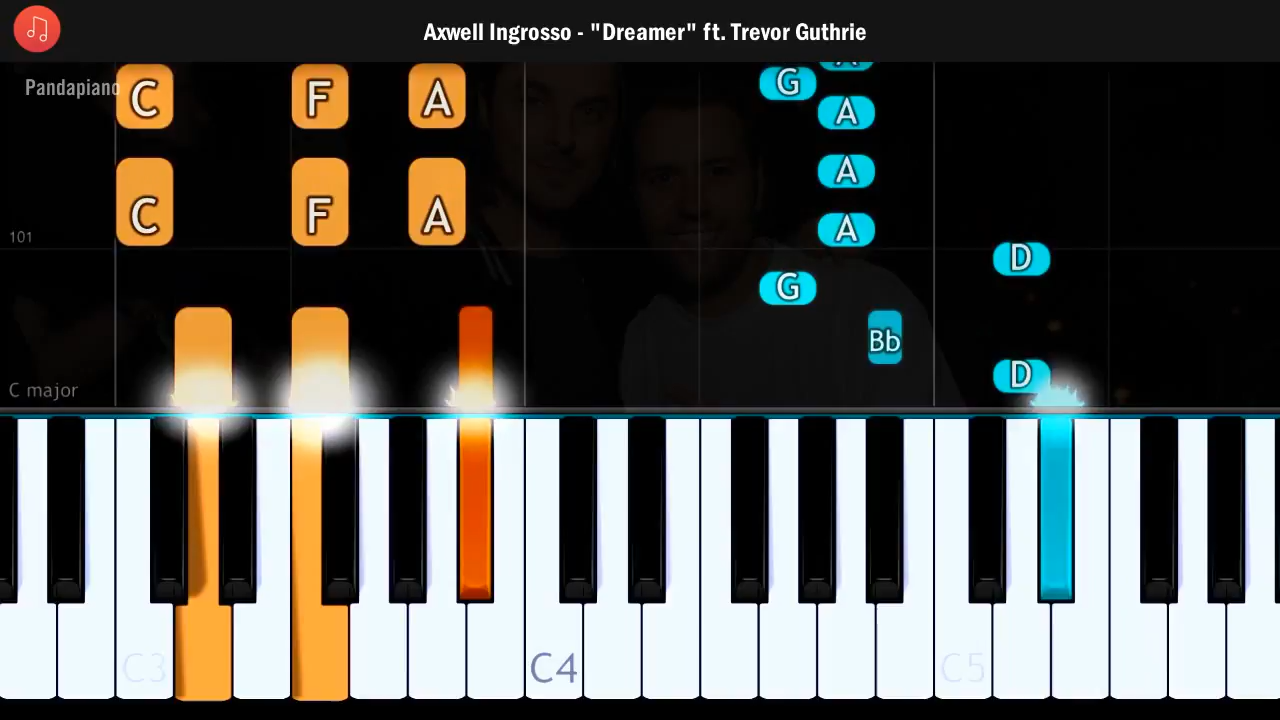 Axwell Ingrosso - "Dreamer" ft. Trevor Guthrie
Pandapiano
C F A G A
A
C F A A
101 D
G
Bb
C major D
C3 C4 C5